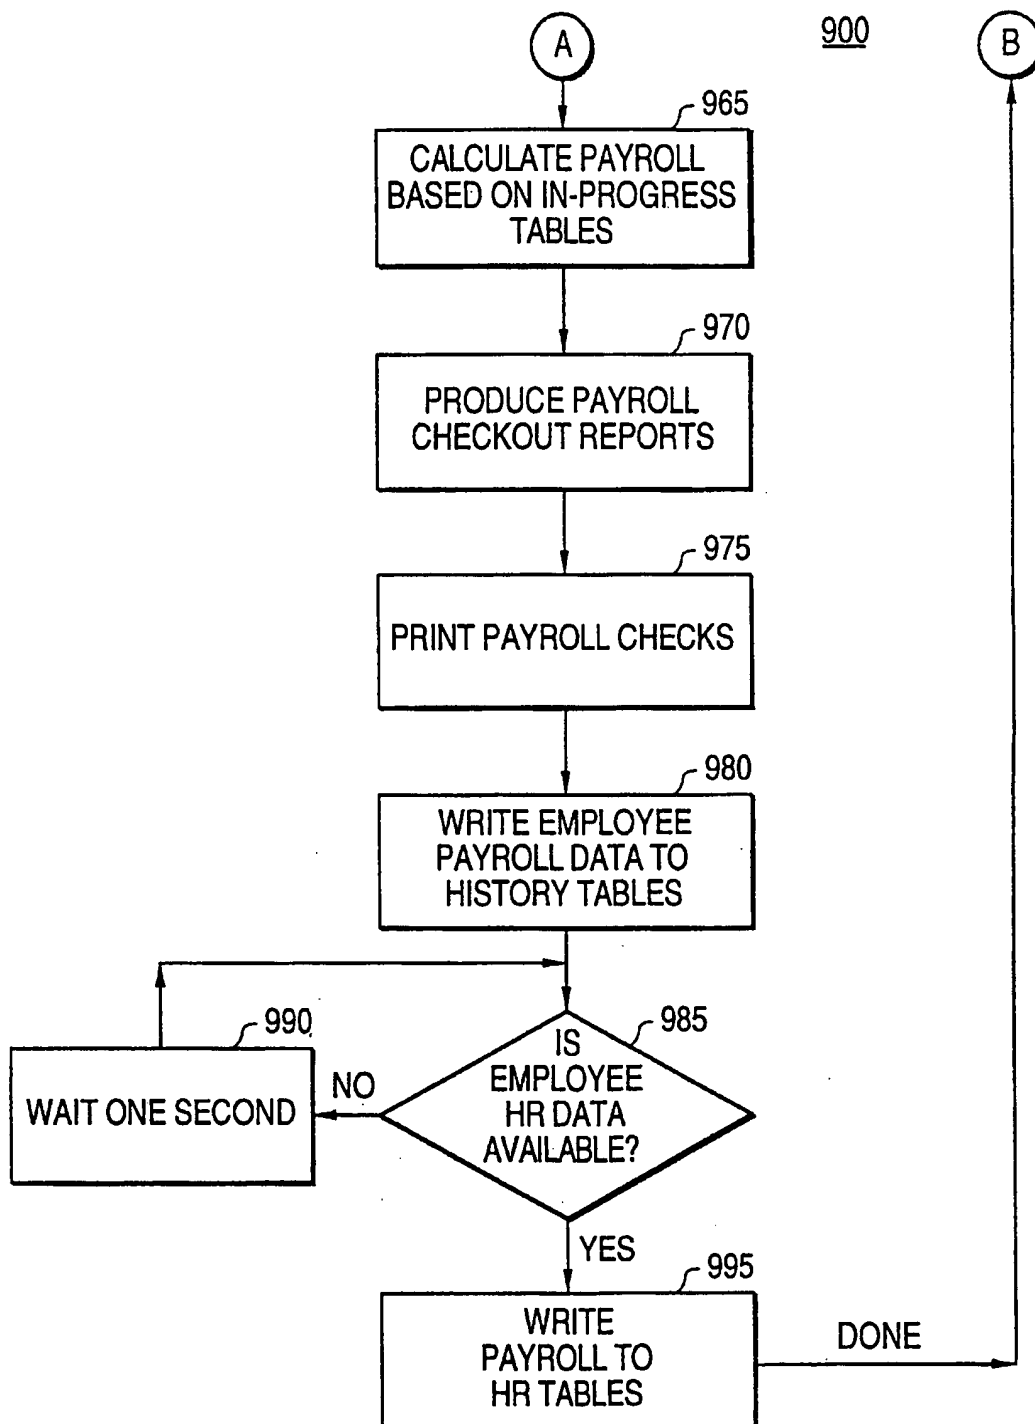 A
900
B
965
CALCULATE PAYROLL
BASED ON IN-PROGRESS
TABLES
970
PRODUCE PAYROLL
CHECKOUT REPORTS
975
PRINT PAYROLL CHECKS
980
WRITE EMPLOYEE
PAYROLL DATA TO
HISTORY TABLES
990
WAIT ONE SECOND
NO
985
IS
EMPLOYEE
HR DATA
AVAILABLE?
YES
995
WRITE
PAYROLL TO
HR TABLES
DONE